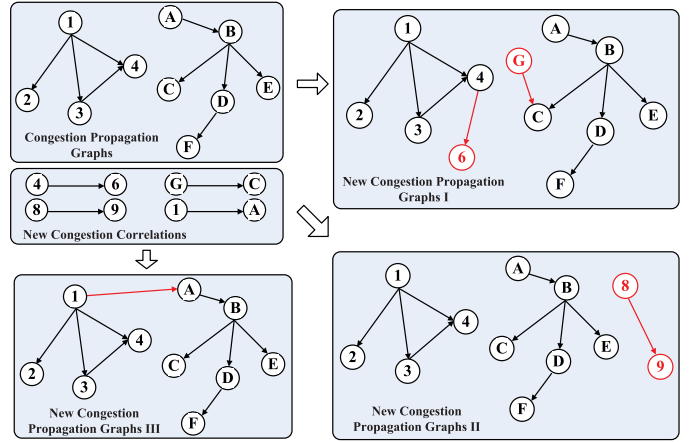 1
2
3
4
A
B
C
D
E
F
Congestion Propagation
Graphs
4
6
G
C
8
9
1
A
New Congestion Correlations
1
2
3
4
6
G
A
B
C
D
E
F
New Congestion Propagation
Graphs I
1
2
3
4
A
B
C
D
E
F
New Congestion
Propagation Graphs III
1
2
3
4
A
B
C
D
E
F
8
9
New Congestion
Propagation Graphs II